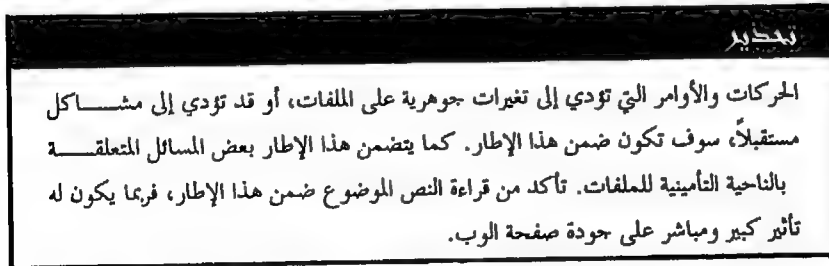 تحذير
الحركات والأوامر التي تؤدي إلى تغيرات جوهرية على الملفات، أو قد تؤدي إلى مشاكل
مستقبلاً، سوف تكون ضمن هذا الإطار. كما يتضمن هذا الإطار بعض المسائل المتعلقة
بالناحية التأمينية للملفات. تأكد من قراءة النص الموضوع ضمن هذا الإطار، فربما يكون له
تأثير كبير ومباشر على جودة صفحة الوب.